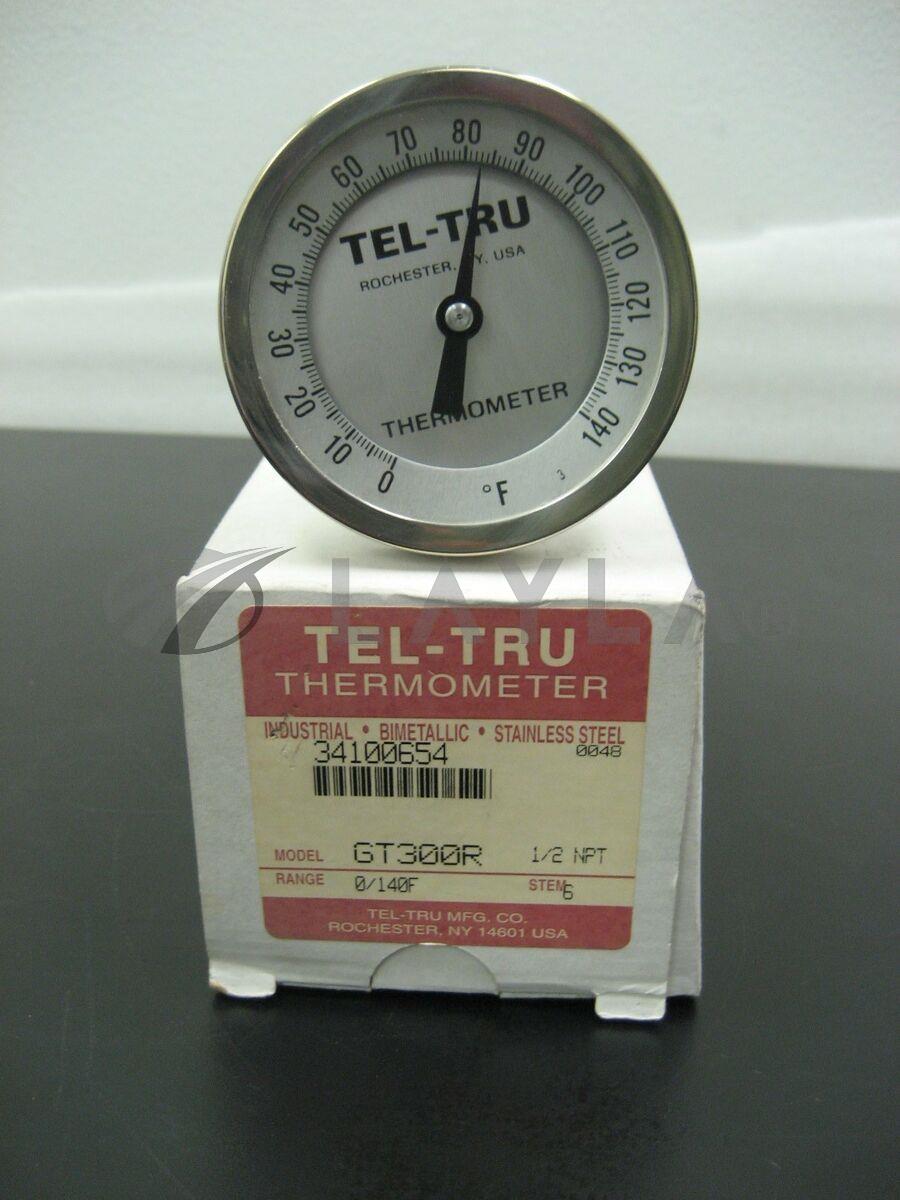 0 10 20 30 40 50 60 70 80 90 100 110 120 130 140
TEL-TRU
ROCHESTER, NY. USA
THERMOMETER
°F
3
LAYLA
TEL-TRU
THERMOMETER
INDUSTRIAL • BIMETALLIC • STAINLESS STEEL
34100654 0048
MODEL GT300R 1/2 NPT
RANGE 0/140F STEM 6
TEL-TRU MFG. CO.
ROCHESTER, NY 14601 USA